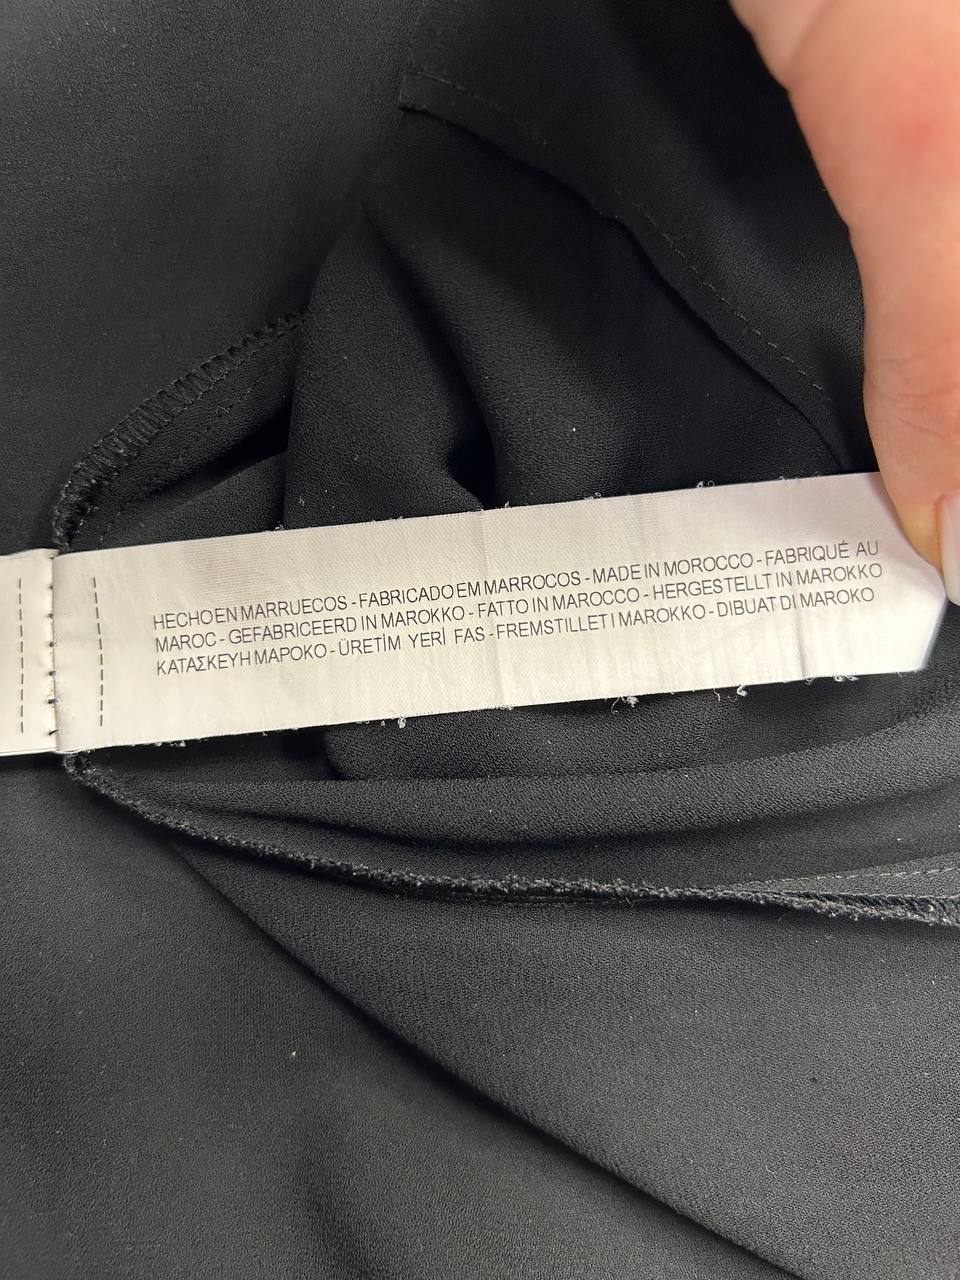 HECHO EN MARRUECOS - FABRICADO EM MARROCOS - MADE IN MOROCCO - FABRIQUÉ AU
MAROC - GEFABRICEERD IN MAROKKO - FATTO IN MAROCCO - HERGESTELLT IN MAROKKO
ΚΑΤΑΣΚΕΥΗ ΜΑΡΟΚΟ - ÜRETİM YERİ FAS - FREMSTILLET I MAROKKO - DIBUAT DI MAROKO